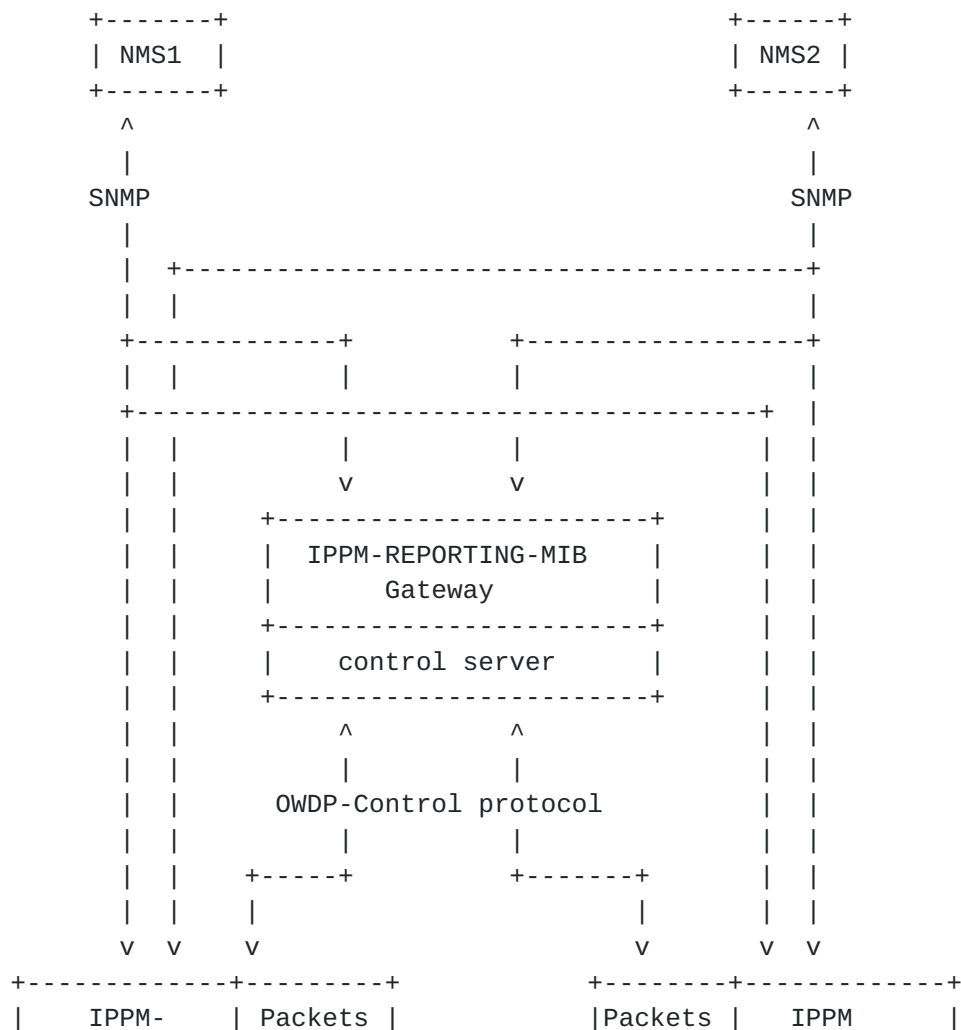 NMS1 NMS2
SNMP SNMP
IPPM-REPORTING-MIB
Gateway
control server
OWDP-Control protocol
IPPM- Packets Packets IPPM